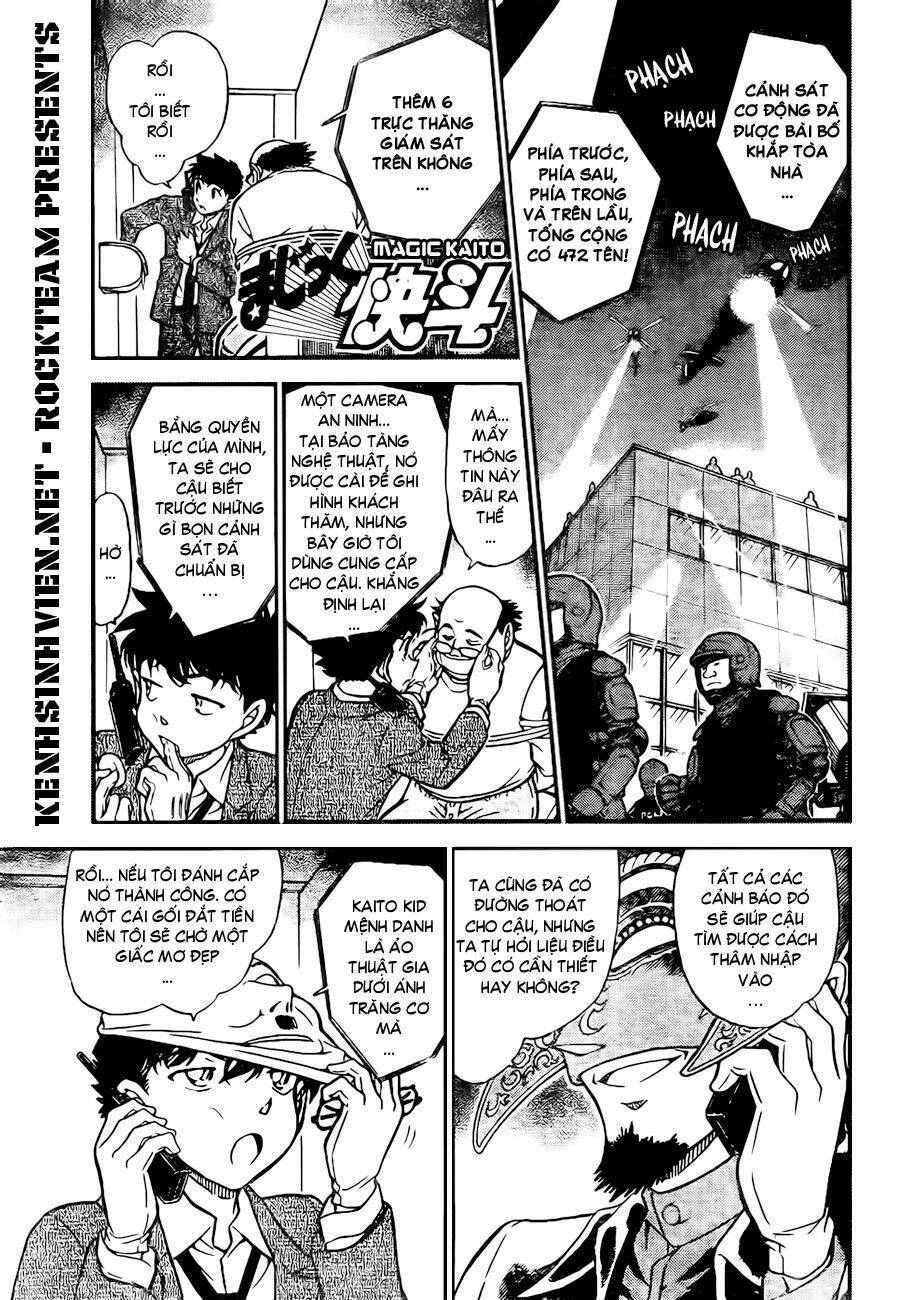 CẢNH SÁT
CƠ ĐỘNG ĐÃ
ĐƯỢC BÀI BỐ
KHẮP TÒA
NHÀ
...
PHẠCH
PHẠCH
PHẠCH
PHẠCH
PHÍA TRƯỚC,
PHÍA SAU,
PHÍA TRONG
VÀ TRÊN LẦU,
TỔNG CỘNG
CÓ 472 TÊN!
THÊM 6
TRỰC THĂNG
GIÁM SÁT
TRÊN KHÔNG
...
RỒI
...
TÔI BIẾT
RỒI
...
MAGIC KAITO
まじっく
快斗
MÀ...
MẤY
THÔNG
TIN NÀY
ĐÂU RA
THẾ
MỘT CAMERA
AN NINH...
TẠI BẢO TÀNG
NGHỆ THUẬT, NÓ
ĐƯỢC CÀI ĐỂ GHI
HÌNH KHÁCH
THĂM, NHƯNG
BÂY GIỜ TÔI
DÙNG CUNG CẤP
CHO CẬU. KHẲNG
ĐỊNH LẠI
...
BẰNG QUYỀN
LỰC CỦA MÌNH,
TA SẼ CHO
CẬU BIẾT
TRƯỚC NHỮNG
GÌ BỌN CẢNH
SÁT ĐÃ
CHUẨN BỊ
...
HỜ
...
TẤT CẢ CÁC
CẢNH BÁO ĐÓ
SẼ GIÚP CẬU
TÌM ĐƯỢC CÁCH
THÂM NHẬP
VÀO
...
TA CŨNG ĐÃ CÓ
ĐƯỜNG THOÁT
CHO CẬU, NHƯNG
TA TỰ HỎI LIỆU ĐIỀU
ĐÓ CÓ CẦN THIẾT
HAY KHÔNG?
KAITO KID
MỆNH DANH
LÀ ÁO
THUẬT GIA
DƯỚI ÁNH
TRĂNG CƠ
MÀ
...
RỒI... NẾU TÔI ĐÁNH CẮP
NÓ THÀNH CÔNG. CÓ
MỘT CÁI GỐI ĐẮT TIỀN
NÊN TÔI SẼ CHỜ MỘT
GIẤC MƠ ĐẸP
...
KENHSINHVIEN.NET - ROCKTEAM PRESENTS